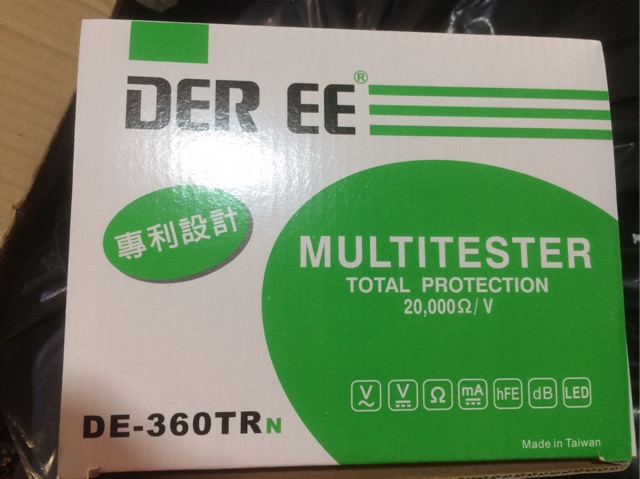 DER EE®
專利設計
MULTITESTER
TOTAL PROTECTION
20,000Ω/V
V
V
Ω
mA
hFE
dB
LED
DE-360TRN
Made in Taiwan